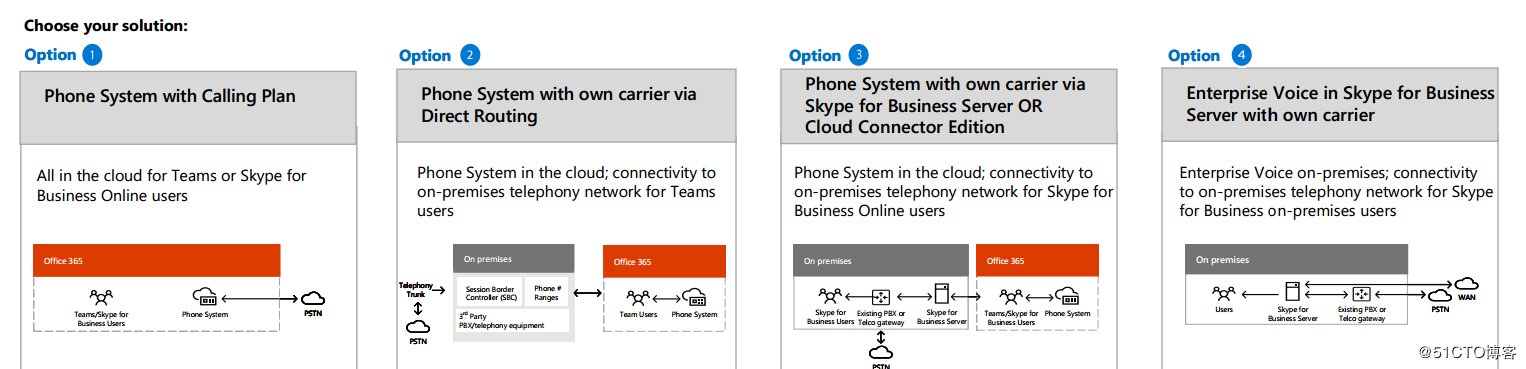 Choose your solution:
Option 1
Phone System with Calling Plan
All in the cloud for Teams or Skype for
Business Online users
Office 365
Teams/Skype for
Business Users
Phone System
PSTN
Option 2
Phone System with own carrier via
Direct Routing
Phone System in the cloud; connectivity to
on-premises telephony network for Teams
users
Telephony
Trunk
PSTN
On premises
Session Border
Controller (SBC)
Phone #
Ranges
3rd Party
PBX/telephony equipment
Office 365
Team Users
Phone System
Option 3
Phone System with own carrier via
Skype for Business Server OR
Cloud Connector Edition
Phone System in the cloud; connectivity to
on-premises telephony network for Skype for
Business Online users
On premises
Skype for
Business Users
Existing PBX or
Telco gateway
Skype for
Business Server
PSTN
Office 365
Teams/Skype for
Business Users
Phone System
Option 4
Enterprise Voice in Skype for Business
Server with own carrier
Enterprise Voice on-premises; connectivity
to on-premises telephony network for Skype
for Business on-premises users
On premises
Users
Skype for
Business Server
Existing PBX or
Telco gateway
PSTN
WAN
@51CTO博客